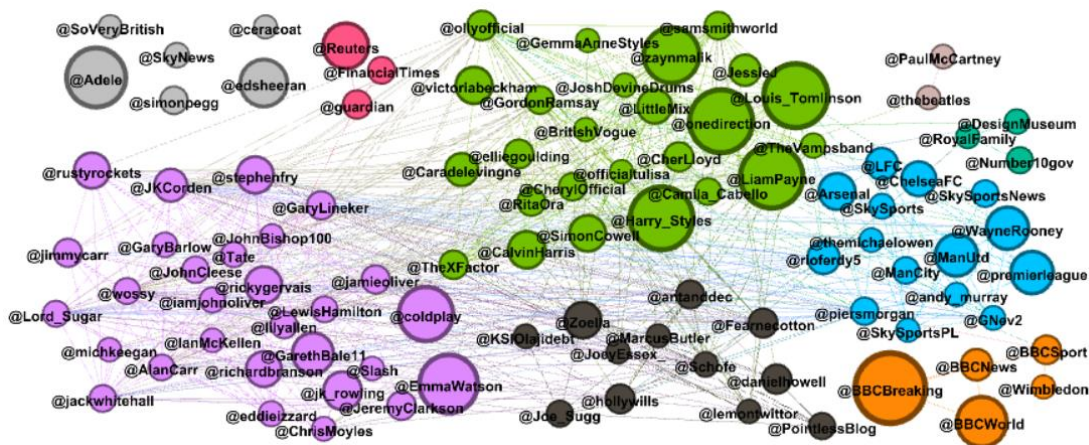 @SoVeryBritish
@ceracoat
@SkyNews
@Adele
@edsheeran
@simonpegg
@Reuters
@FinancialTimes
@guardian
@ollyofficial
@samsmithworld
@GemmaAnneStyles
@zaynmalik
@victoriabeckham
@JoshDevineDrums
@JessieJ
@GordonRamsay
@LittleMix
@Louis_Tomlinson
@BritishVogue
@onedirection
@elliegoulding
@CherLloyd
@TheVampsband
@Caradelevingne
@officialtulisa
@CherylOfficial
@Camila_Cabello
@LiamPayne
@RitaOra
@Harry_Styles
@SimonCowell
@CalvinHarris
@TheXFactor
@PaulMcCartney
@thebeatles
@DesignMuseum
@RoyalFamily
@Number10gov
@LFC
@ChelseaFC
@Arsenal
@SkySportsNews
@SkySports
@WayneRooney
@themichaelowen
@ManUtd
@rioferdy5
@ManCity
@premierleague
@andy_murray
@piersmorgan
@GNev2
@SkySportsPL
@rustyrockets
@JKCorden
@stephenfry
@GaryLineker
@jimmycarr
@GaryBarlow
@JohnBishop100
@Tate
@JohnCleese
@rickygervais
@jamieoliver
@wossy
@iamjohnoliver
@Lord_Sugar
@LewisHamilton
@coldplay
@lilyallen
@IanMcKellen
@michkeegan
@GarethBale11
@AlanCarr
@richardbranson
@Slash
@jackwhitehall
@jk_rowling
@EmmaWatson
@JeremyClarkson
@eddieizzard
@ChrisMoyles
@antanddec
@Zoella
@Fearnecotton
@KSIOlajidebt
@MarcusButler
@JoeyEssex_
@Schofe
@danielhowell
@hollywills
@Joe_Sugg
@lemontwittor
@PointlessBlog
@BBCSport
@BBCNews
@BBCBreaking
@Wimbledon
@BBCWorld